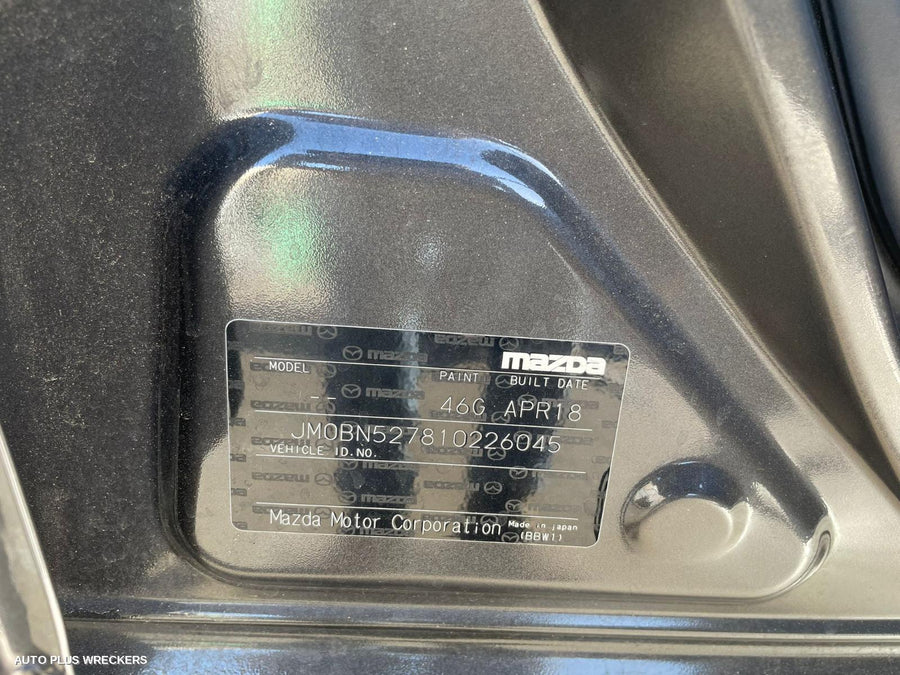 mazda
MODEL PAINT BUILT DATE
-- 46G APR18
JM0BN527810226045
VEHICLE ID.NO.
Mazda Motor Corporation Made in japan
(BBW1)
AUTO PLUS WRECKERS